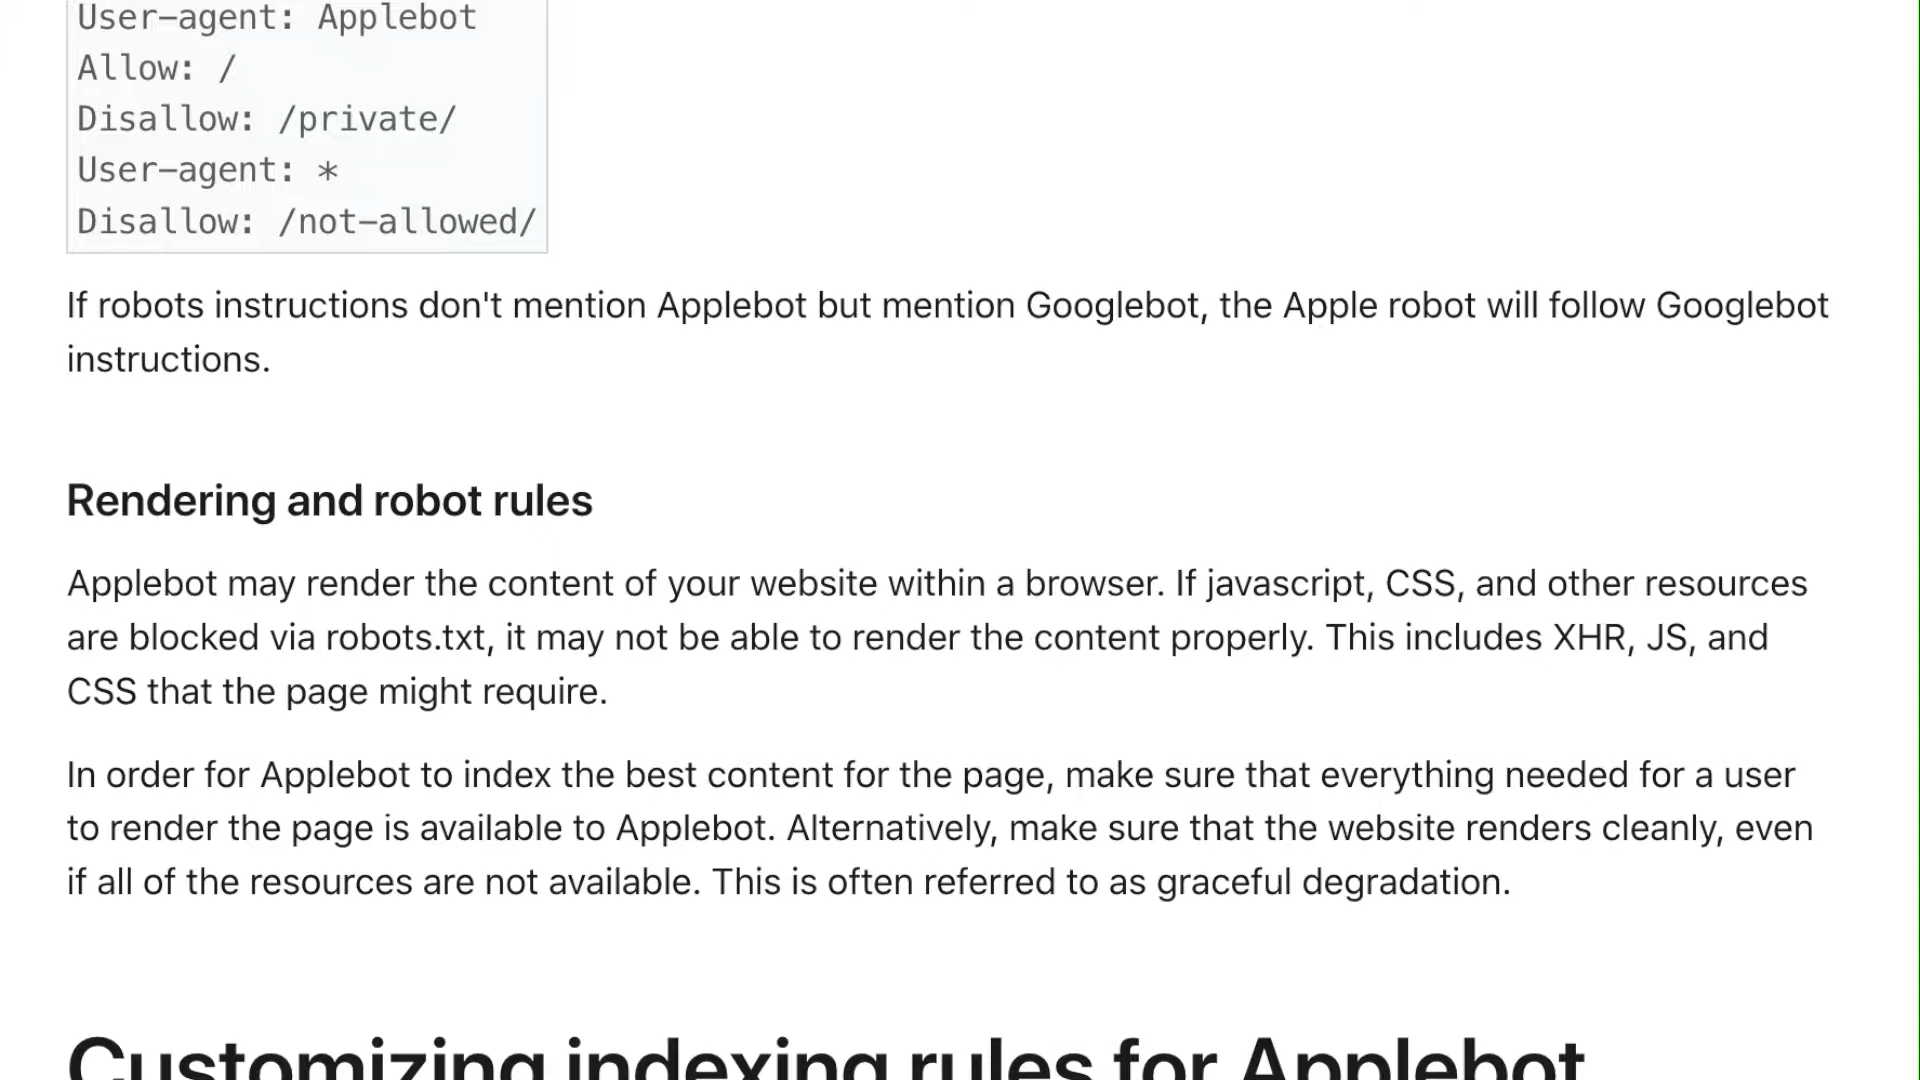 User-agent: Applebot
Allow: /
Disallow: /private/
User-agent: *
Disallow: /not-allowed/
If robots instructions don't mention Applebot but mention Googlebot, the Apple robot will follow Googlebot
instructions.
Rendering and robot rules
Applebot may render the content of your website within a browser. If javascript, CSS, and other resources
are blocked via robots.txt, it may not be able to render the content properly. This includes XHR, JS, and
CSS that the page might require.
In order for Applebot to index the best content for the page, make sure that everything needed for a user
to render the page is available to Applebot. Alternatively, make sure that the website renders cleanly, even
if all of the resources are not available. This is often referred to as graceful degradation.
Customizing indexing rules for Applebot